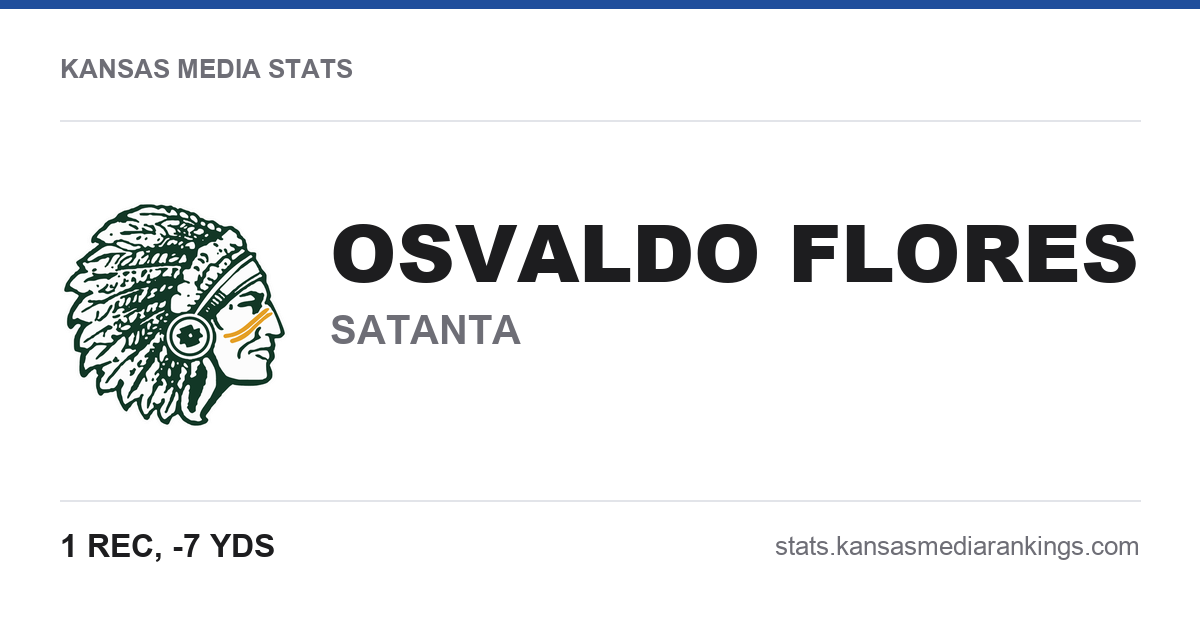 KANSAS MEDIA STATS
OSVALDO FLORES
SATANTA
1 REC, -7 YDS
stats.kansasmediarankings.com